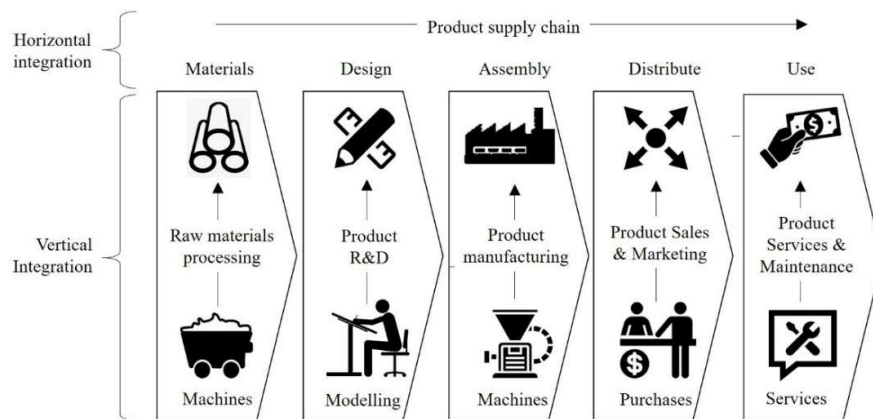 Horizontal
integration
Product supply chain
Materials
Design
Assembly
Distribute
Use
Vertical
Integration
Raw materials
processing
Product
R&D
Product
manufacturing
Product Sales
& Marketing
Product
Services &
Maintenance
Machines
Modelling
Machines
Purchases
Services